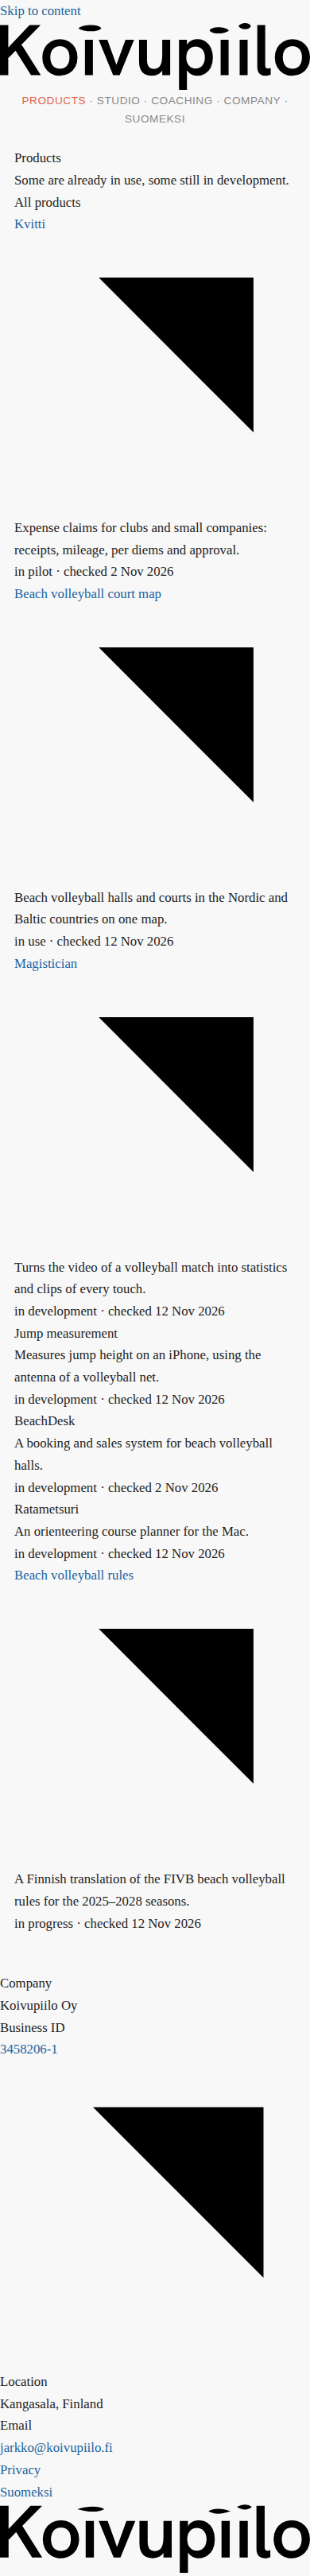 Skip to content
Koivupiilo
PRODUCTS · STUDIO · COACHING · COMPANY ·
SUOMEKSI
Products
Some are already in use, some still in development.
All products
Kvitti
Expense claims for clubs and small companies:
receipts, mileage, per diems and approval.
in pilot · checked 2 Nov 2026
Beach volleyball court map
Beach volleyball halls and courts in the Nordic and
Baltic countries on one map.
in use · checked 12 Nov 2026
Magistician
Turns the video of a volleyball match into statistics
and clips of every touch.
in development · checked 12 Nov 2026
Jump measurement
Measures jump height on an iPhone, using the
antenna of a volleyball net.
in development · checked 12 Nov 2026
BeachDesk
A booking and sales system for beach volleyball
halls.
in development · checked 2 Nov 2026
Ratametsuri
An orienteering course planner for the Mac.
in development · checked 12 Nov 2026
Beach volleyball rules
A Finnish translation of the FIVB beach volleyball
rules for the 2025–2028 seasons.
in progress · checked 12 Nov 2026
Company
Koivupiilo Oy
Business ID
3458206-1
Location
Kangasala, Finland
Email
jarkko@koivupiilo.fi
Privacy
Suomeksi
Koivupiilo